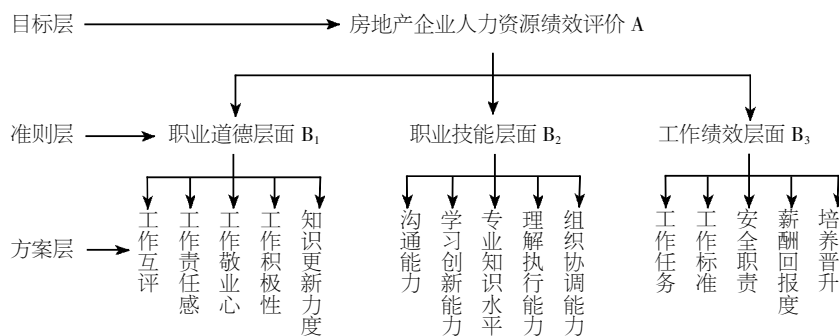 目标层
房地产企业人力资源绩效评价 A
准则层
职业道德层面 B₁
职业技能层面 B₂
工作绩效层面 B₃
方案层
工作互评
工作责任感
工作敬业心
工作积极性
知识更新力度
沟通能力
学习创新能力
专业知识水平
理解执行能力
组织协调能力
工作任务
工作标准
安全职责
薪酬回报度
培养晋升